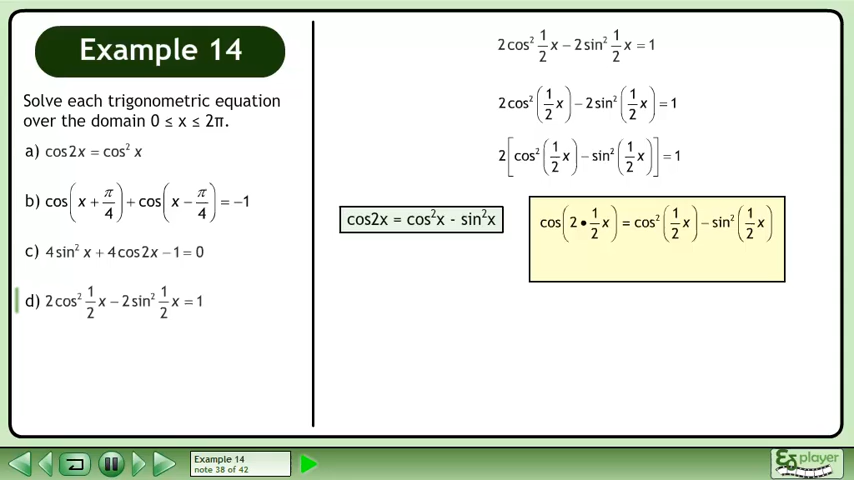 Example 14
Solve each trigonometric equation
over the domain 0 ≤ x ≤ 2π.
a) cos2x = cos² x
b) cos(x + π/4) + cos(x − π/4) = −1
c) 4sin² x + 4cos2x − 1 = 0
d) 2cos² 1/2 x − 2sin² 1/2 x = 1
2cos² 1/2 x − 2sin² 1/2 x = 1
2cos² (1/2 x) − 2sin² (1/2 x) = 1
2[cos² (1/2 x) − sin² (1/2 x)] = 1
cos2x = cos²x - sin²x
cos(2 • 1/2 x) = cos² (1/2 x) − sin² (1/2 x)
Example 14
note 38 of 42
player